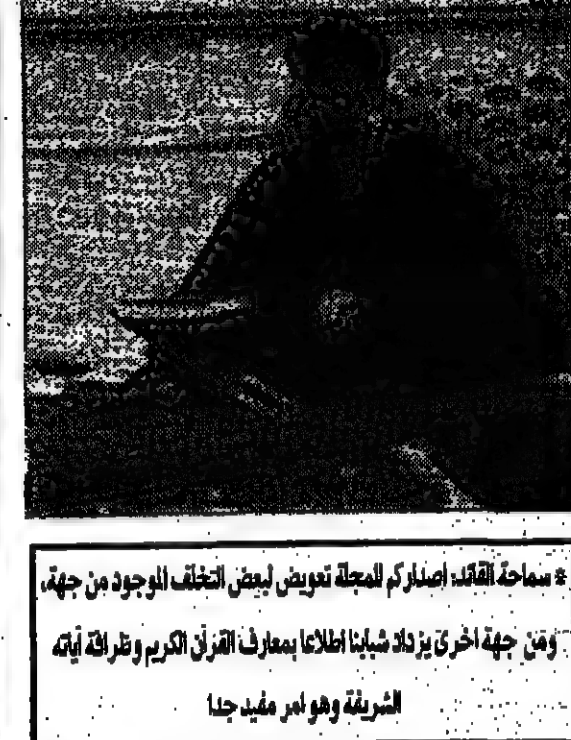 * سماحة القائد: اصداركم للمجلة تعويض لبعض التخلف الموجود من جهة،
ومن جهة اخرى يزداد شبابنا اطلاعا بمعارف القرآن الكريم وظرافة آياته
الشريفة وهو امر مفيد جدا